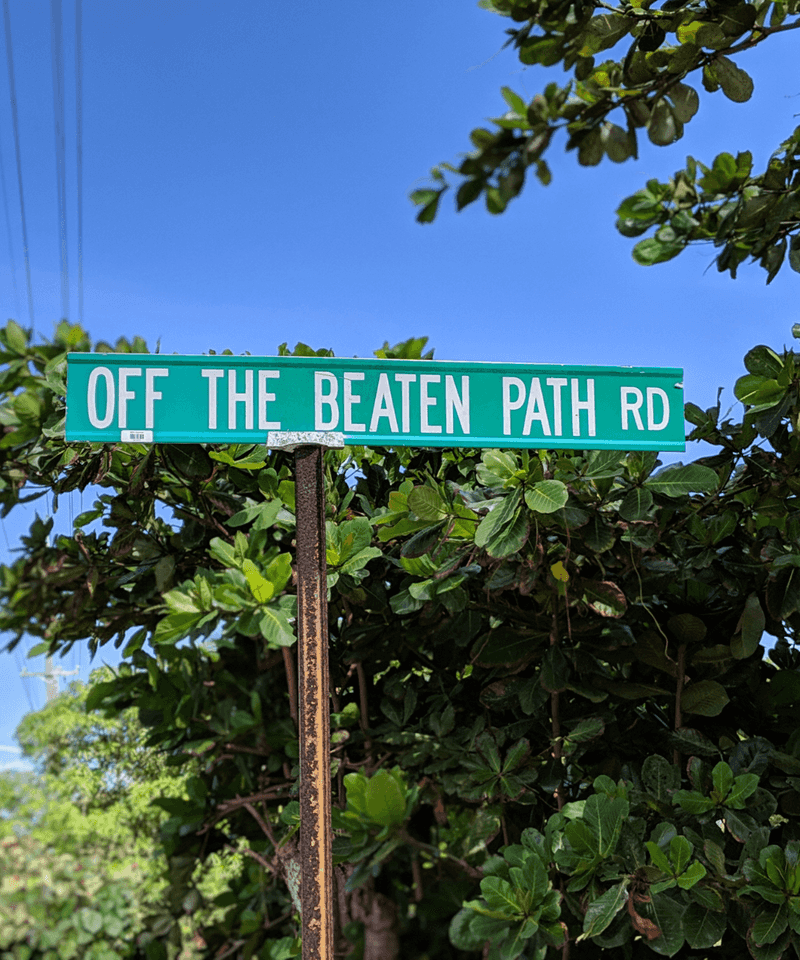 OFF THE BEATEN PATH RD